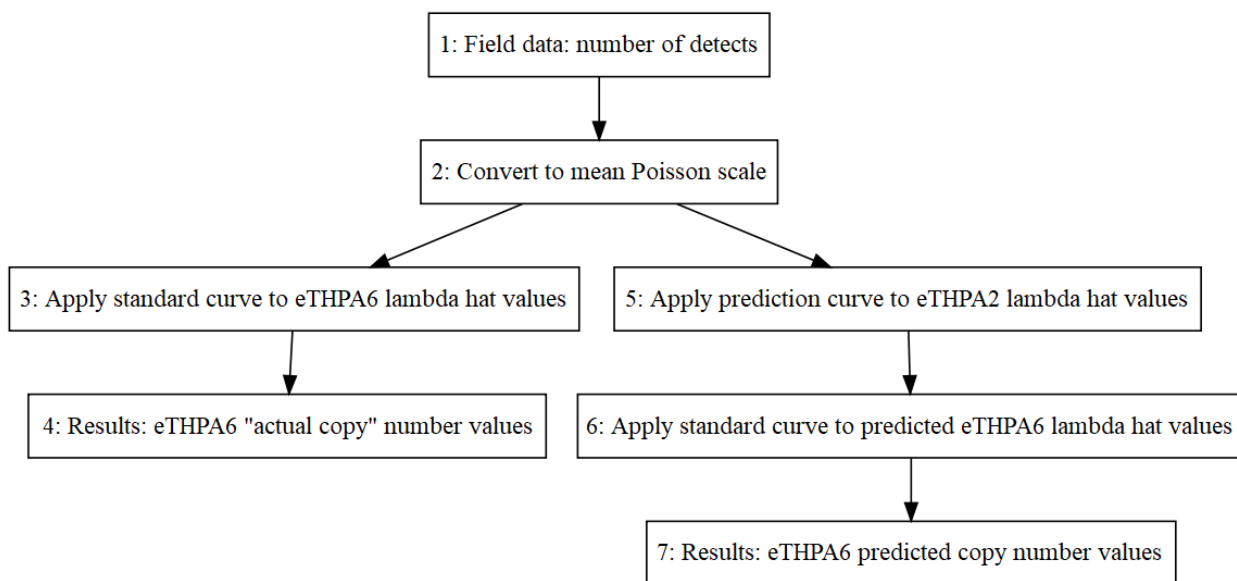 1: Field data: number of detects
2: Convert to mean Poisson scale
3: Apply standard curve to eTHPA6 lambda hat values
5: Apply prediction curve to eTHPA2 lambda hat values
4: Results: eTHPA6 "actual copy" number values
6: Apply standard curve to predicted eTHPA6 lambda hat values
7: Results: eTHPA6 predicted copy number values